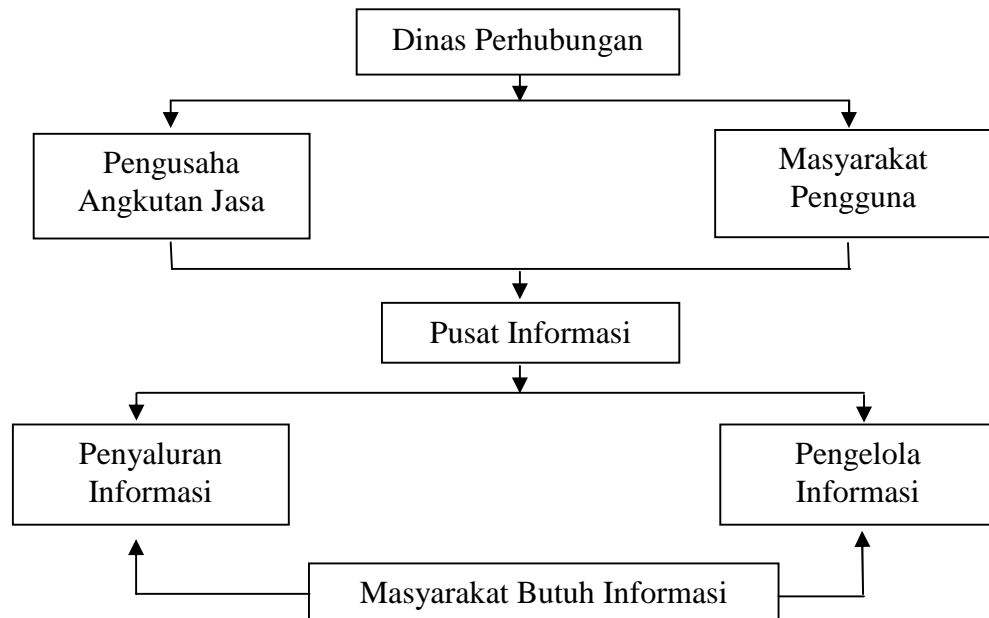 Dinas Perhubungan
Pengusaha
Angkutan Jasa
Masyarakat
Pengguna
Pusat Informasi
Penyaluran
Informasi
Pengelola
Informasi
Masyarakat Butuh Informasi